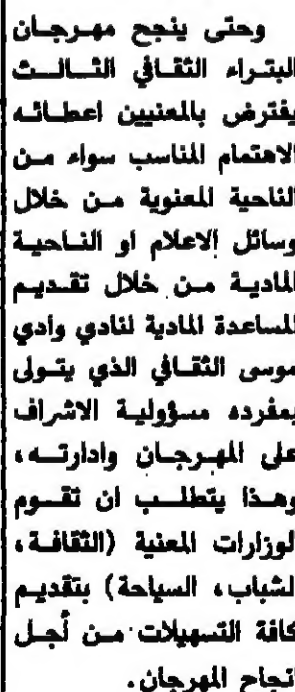 وحتى ينجح مهرجان
البتراء الثقافي الثالث
يفترض بالمعنيين اعطائه
الاهتمام المناسب سواء من
الناحية المعنوية من خلال
وسائل الاعلام او الناحية
المادية من خلال تقديم
المساعدة المادية لنادي وادي
موسى الثقافي الذي يتولى
بمفرده مسؤولية الاشراف
على المهرجان وادارته،
وهذا يتطلب ان تقوم
الوزارات المعنية (الثقافة،
الشباب، السياحة) بتقديم
كافة التسهيلات من أجل
انجاح المهرجان.